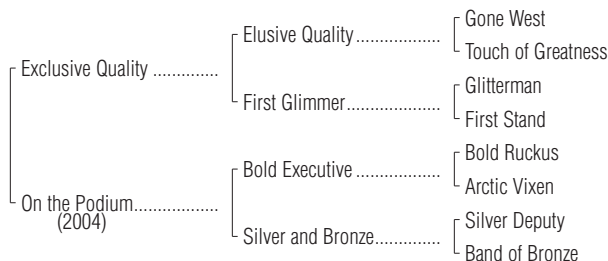 Gone West
Elusive Quality ..................
Touch of Greatness
Exclusive Quality ..............
Glitterman
First Glimmer....................
First Stand
Bold Ruckus
Bold Executive ..................
Arctic Vixen
On the Podium..................
(2004)
Silver Deputy
Silver and Bronze..............
Band of Bronze